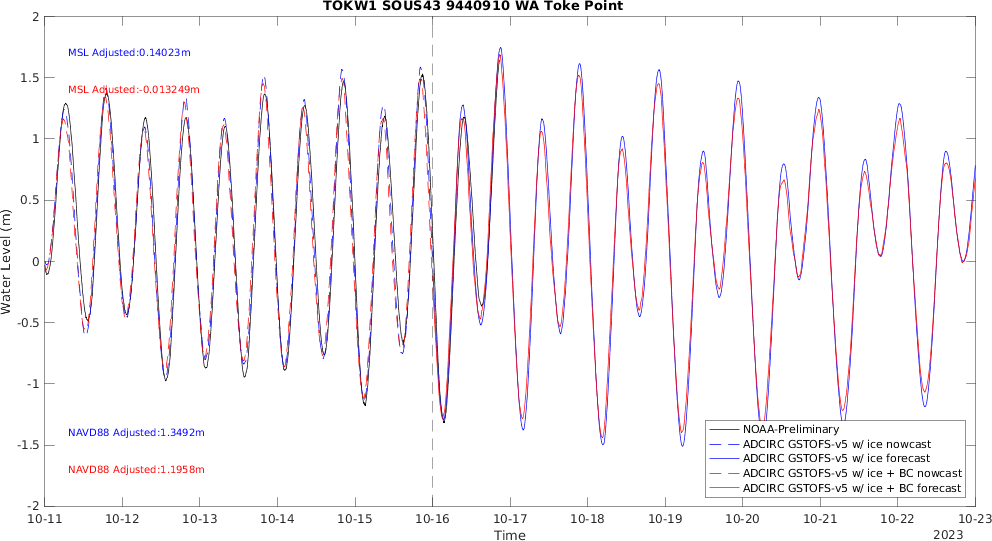 TOKW1 SOUS43 9440910 WA Toke Point
2
1.5
1
0.5
0
-0.5
-1
-1.5
-2
Water Level (m)
MSL Adjusted:0.14023m
MSL Adjusted:-0.013249m
NAVD88 Adjusted:1.3492m
NAVD88 Adjusted:1.1958m
NOAA-Preliminary
ADCIRC GSTOFS-v5 w/ ice nowcast
ADCIRC GSTOFS-v5 w/ ice forecast
ADCIRC GSTOFS-v5 w/ ice + BC nowcast
ADCIRC GSTOFS-v5 w/ ice + BC forecast
10-11 10-12 10-13 10-14 10-15 10-16 10-17 10-18 10-19 10-20 10-21 10-22 10-23
Time
2023